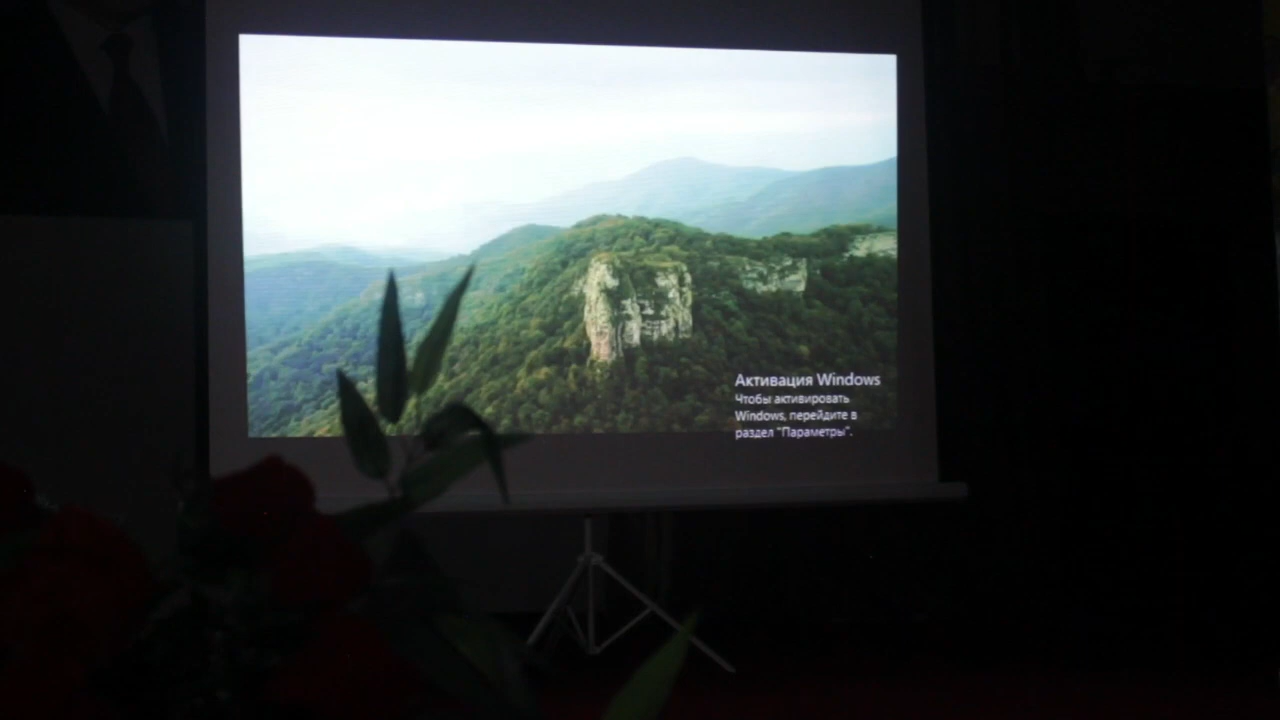 Активация Windows
Чтобы активировать
Windows, перейдите в
раздел "Параметры".